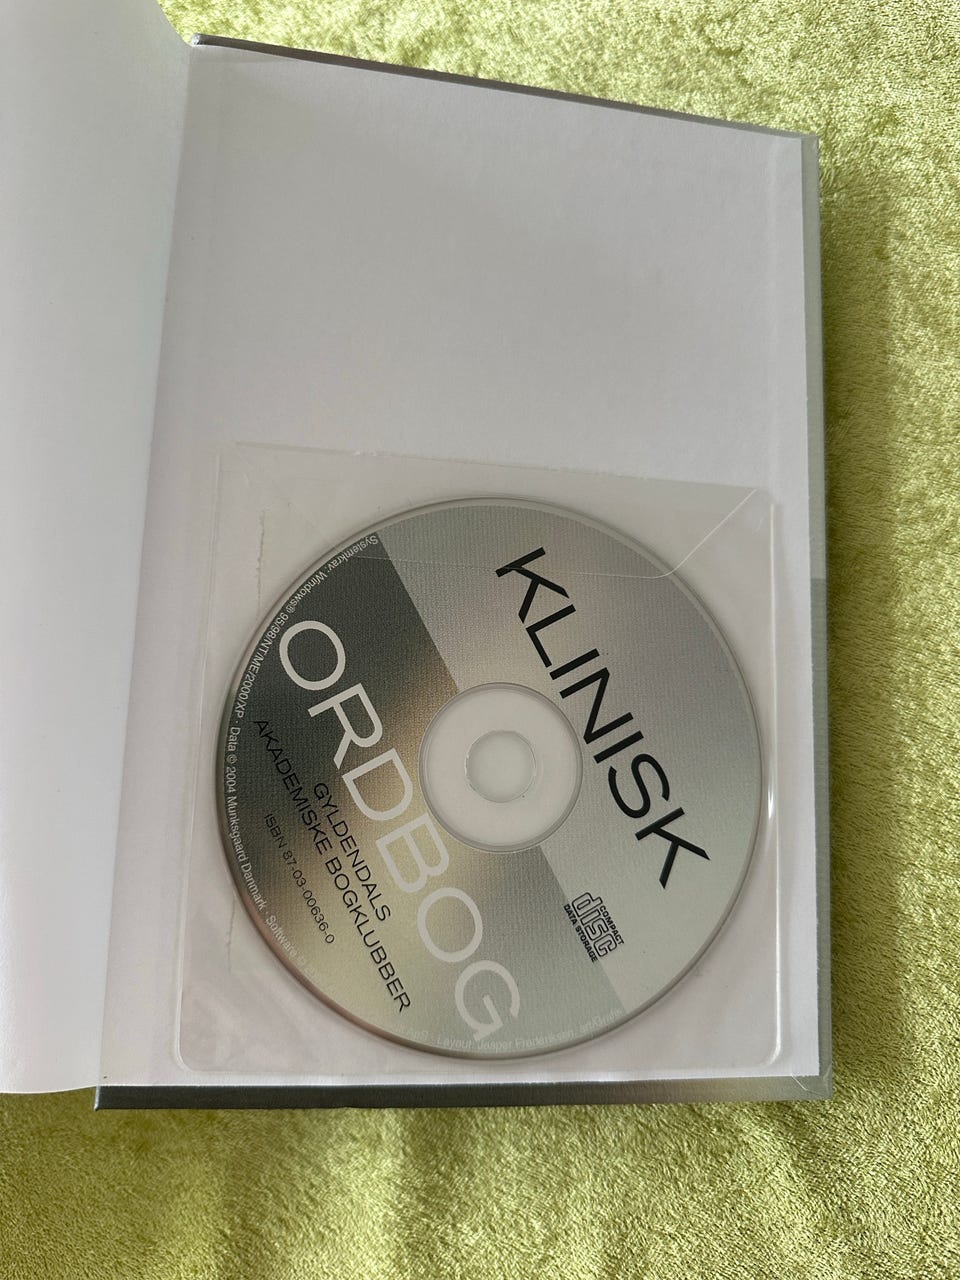 KLINISK
ORDBOG
GYLDENDALS
AKADEMISKE BOGKLUBBER
ISBN 87-03-00636-0
COMPACT
disc
DATA STORAGE
Systemkrav: Windows® 95/98/NT/ME/2000/XP · Data © 2004 Munksgaard Danmark · Software ©
Layout: Jesper Frederiksen,